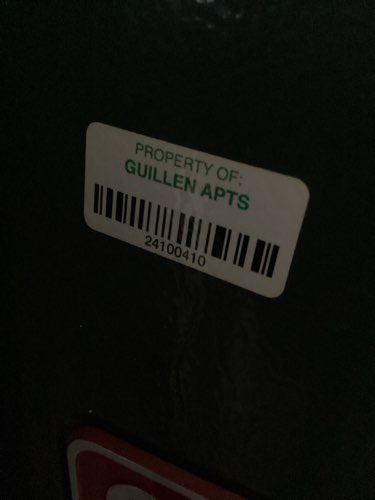 PROPERTY OF:
GUILLEN APTS
24100410